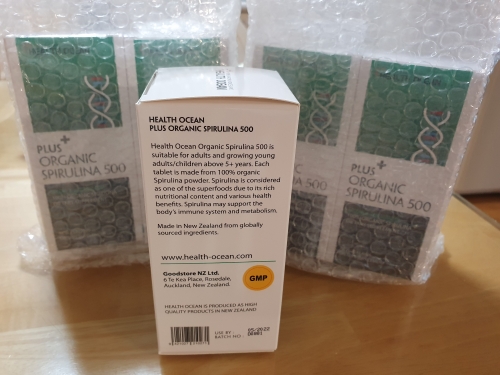 HEALTH OCEAN
PLUS ORGANIC SPIRULINA 500
Health Ocean Organic Spirulina 500 is
suitable for adults and growing young
adults/children above 5+ years. Each
tablet is made from 100% organic
Spirulina powder. Spirulina is considered
as one of the superfoods due to its rich
nutritional content and various health
benefits. Spirulina may support the
body's immune system and metabolism.
Made in New Zealand from globally
sourced ingredients.
www.health-ocean.com
Goodstore NZ Ltd.
6 Te Kea Place, Rosedale,
Auckland, New Zealand.
GMP
HEALTH OCEAN IS PRODUCED AS HIGH
QUALITY PRODUCTS IN NEW ZEALAND
USE BY : 05/2022
BATCH NO :
PLUS+
ORGANIC
SPIRULINA 500
PLUS+
ORGANIC
SPIRULINA 500
500